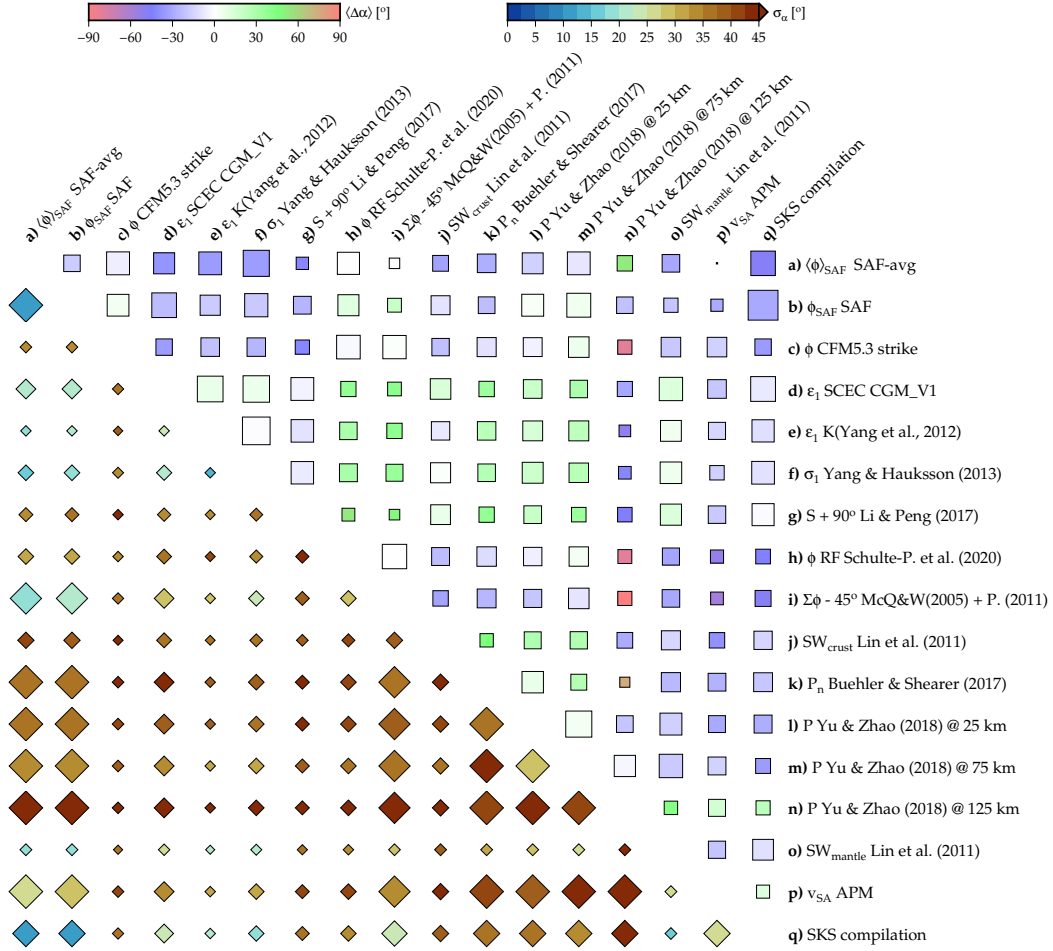 ⟨Δα⟩ [º]
−90 −60 −30 0 30 60 90
σα [º]
0 5 10 15 20 25 30 35 40 45
a) ⟨ϕ⟩SAF SAF-avg
b) ϕSAF SAF
c) ϕ CFM5.3 strike
d) ε1 SCEC CGM_V1
e) ε1 K(Yang et al., 2012)
f) σ1 Yang & Hauksson (2013)
g) S + 90º Li & Peng (2017)
h) ϕ RF Schulte-P. et al. (2020)
i) Σϕ - 45º McQ&W(2005) + P. (2011)
j) SWcrust Lin et al. (2011)
k) Pn Buehler & Shearer (2017)
l) P Yu & Zhao (2018) @ 25 km
m) P Yu & Zhao (2018) @ 75 km
n) P Yu & Zhao (2018) @ 125 km
o) SWmantle Lin et al. (2011)
p) vSA APM
q) SKS compilation
a) ⟨ϕ⟩SAF SAF-avg
b) ϕSAF SAF
c) ϕ CFM5.3 strike
d) ε1 SCEC CGM_V1
e) ε1 K(Yang et al., 2012)
f) σ1 Yang & Hauksson (2013)
g) S + 90º Li & Peng (2017)
h) ϕ RF Schulte-P. et al. (2020)
i) Σϕ - 45º McQ&W(2005) + P. (2011)
j) SWcrust Lin et al. (2011)
k) Pn Buehler & Shearer (2017)
l) P Yu & Zhao (2018) @ 25 km
m) P Yu & Zhao (2018) @ 75 km
n) P Yu & Zhao (2018) @ 125 km
o) SWmantle Lin et al. (2011)
p) vSA APM
q) SKS compilation